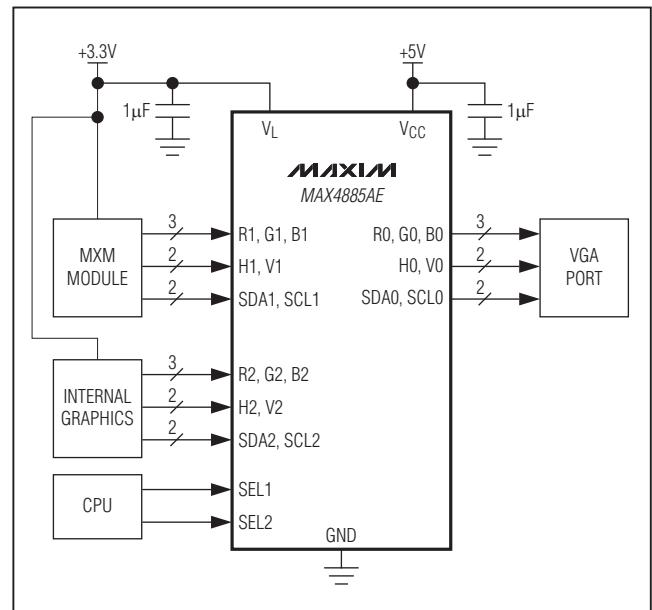 +3.3V
+5V
1µF
1µF
VL
VCC
MAXIM
MAX4885AE
MXM
MODULE
3
R1, G1, B1
2
H1, V1
2
SDA1, SCL1
R0, G0, B0
3
H0, V0
2
SDA0, SCL0
2
VGA
PORT
INTERNAL
GRAPHICS
3
R2, G2, B2
2
H2, V2
2
SDA2, SCL2
CPU
SEL1
SEL2
GND